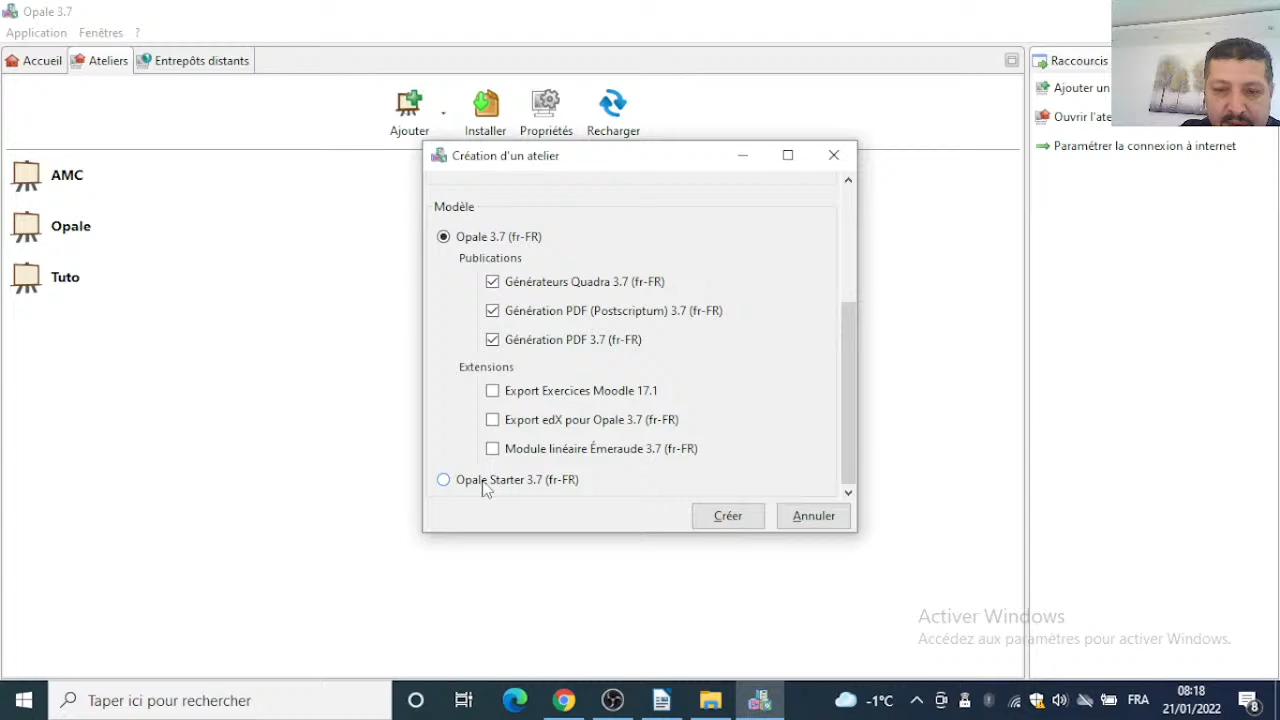 Opale 3.7
Application Fenêtres ?
Accueil Ateliers Entrepôts distants
Ajouter Installer Propriétés Recharger
AMC
Opale
Tuto
Création d'un atelier
Modèle
Opale 3.7 (fr-FR)
Publications
Générateurs Quadra 3.7 (fr-FR)
Génération PDF (Postscriptum) 3.7 (fr-FR)
Génération PDF 3.7 (fr-FR)
Extensions
Export Exercices Moodle 17.1
Export edX pour Opale 3.7 (fr-FR)
Module linéaire Émeraude 3.7 (fr-FR)
Opale Starter 3.7 (fr-FR)
Créer Annuler
Raccourcis
Ajouter un
Ouvrir l'ate
Paramétrer la connexion à internet
Activer Windows
Accédez aux paramètres pour activer Windows.
Taper ici pour rechercher
-1°C
FRA
08:18
21/01/2022
8